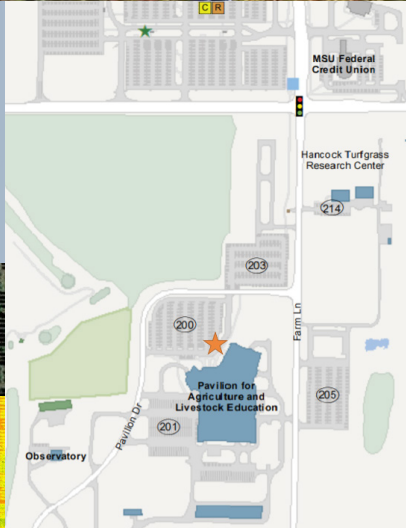 C R
MSU Federal
Credit Union
Hancock Turfgrass
Research Center
214
203
200
Farm Ln
Pavilion for
Agriculture and
Livestock Education
205
Pavilion Dr
201
Observatory